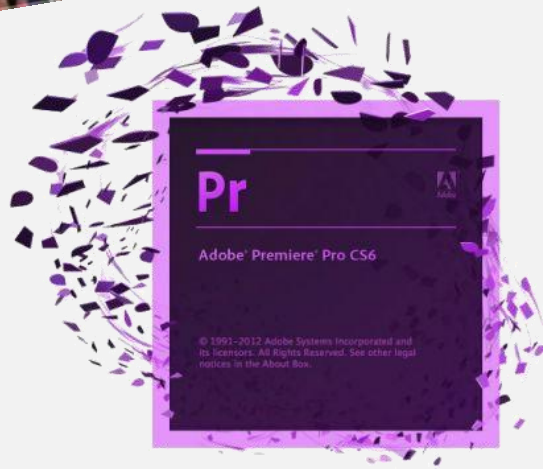 Pr
Adobe
Adobe® Premiere® Pro CS6
© 1991-2012 Adobe Systems Incorporated and
its licensors. All Rights Reserved. See other legal
notices in the About Box.